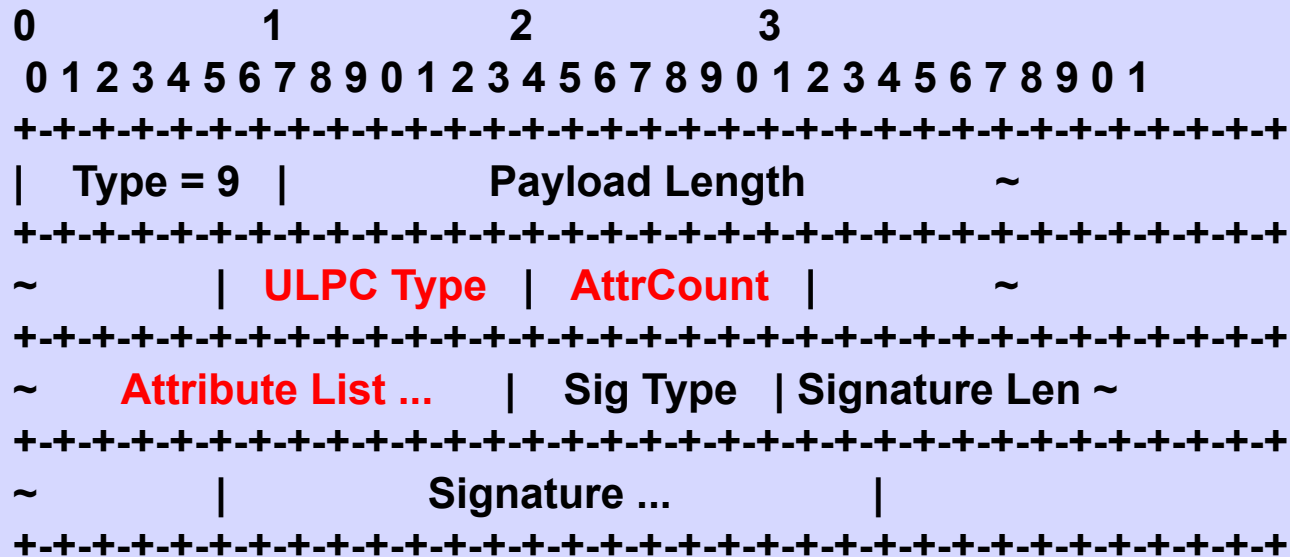 0 1 2 3
0 1 2 3 4 5 6 7 8 9 0 1 2 3 4 5 6 7 8 9 0 1 2 3 4 5 6 7 8 9 0 1
+-+-+-+-+-+-+-+-+-+-+-+-+-+-+-+-+-+-+-+-+-+-+-+-+-+-+-+-+-+-+-+-+
| Type = 9 | Payload Length ~
+-+-+-+-+-+-+-+-+-+-+-+-+-+-+-+-+-+-+-+-+-+-+-+-+-+-+-+-+-+-+-+-+
~ | ULPC Type | AttrCount | ~
+-+-+-+-+-+-+-+-+-+-+-+-+-+-+-+-+-+-+-+-+-+-+-+-+-+-+-+-+-+-+-+-+
~ Attribute List ... | Sig Type | Signature Len ~
+-+-+-+-+-+-+-+-+-+-+-+-+-+-+-+-+-+-+-+-+-+-+-+-+-+-+-+-+-+-+-+-+
~ | Signature ... |
+-+-+-+-+-+-+-+-+-+-+-+-+-+-+-+-+-+-+-+-+-+-+-+-+-+-+-+-+-+-+-+-+